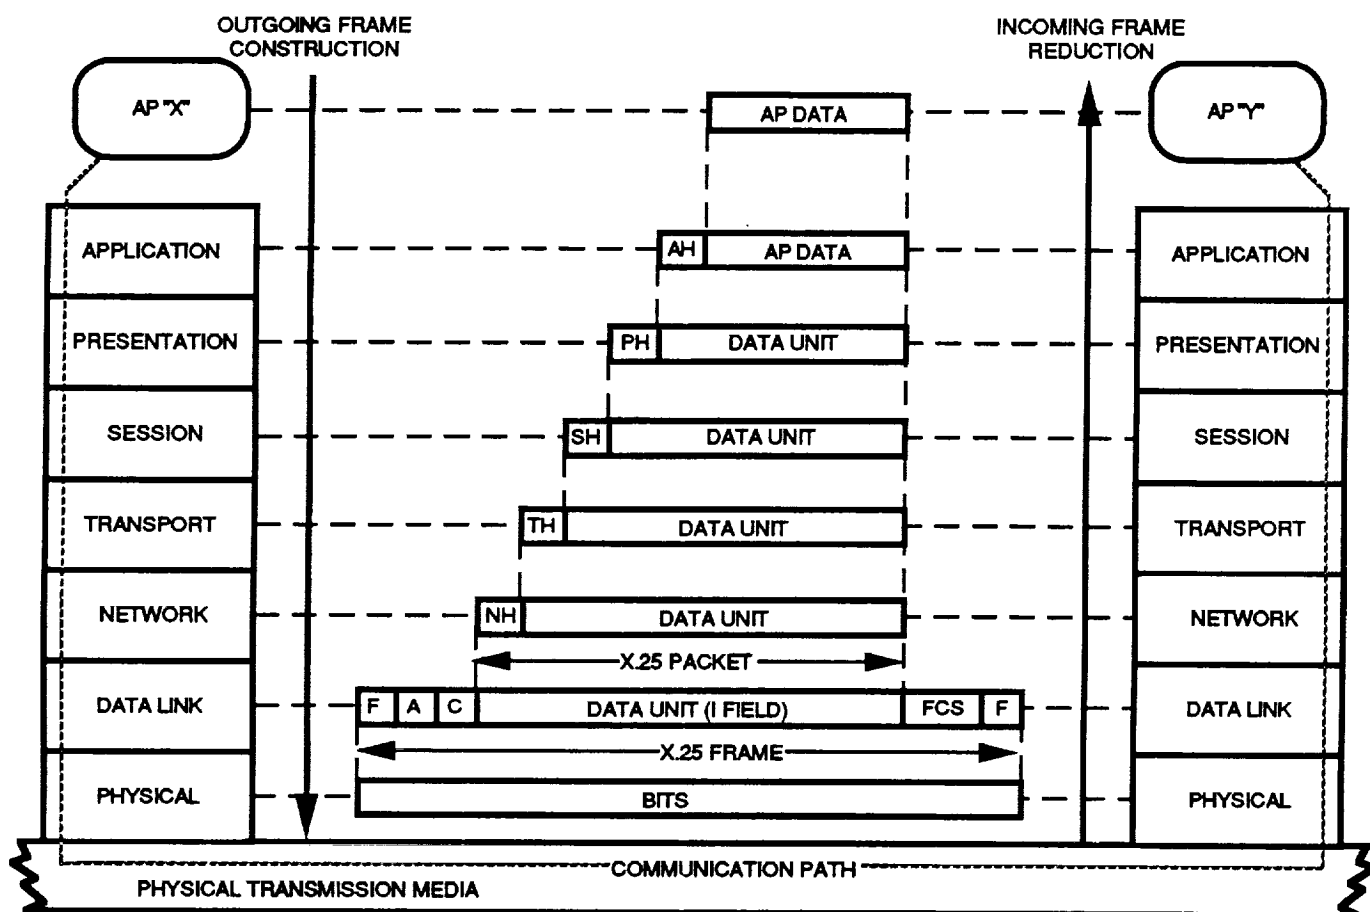 OUTGOING FRAME
CONSTRUCTION
INCOMING FRAME
REDUCTION
AP "X"
AP DATA
AP "Y"
APPLICATION
AH
AP DATA
APPLICATION
PRESENTATION
PH
DATA UNIT
PRESENTATION
SESSION
SH
DATA UNIT
SESSION
TRANSPORT
TH
DATA UNIT
TRANSPORT
NETWORK
NH
DATA UNIT
NETWORK
X.25 PACKET
DATA LINK
F
A
C
DATA UNIT (I FIELD)
FCS
F
DATA LINK
X.25 FRAME
PHYSICAL
BITS
PHYSICAL
COMMUNICATION PATH
PHYSICAL TRANSMISSION MEDIA